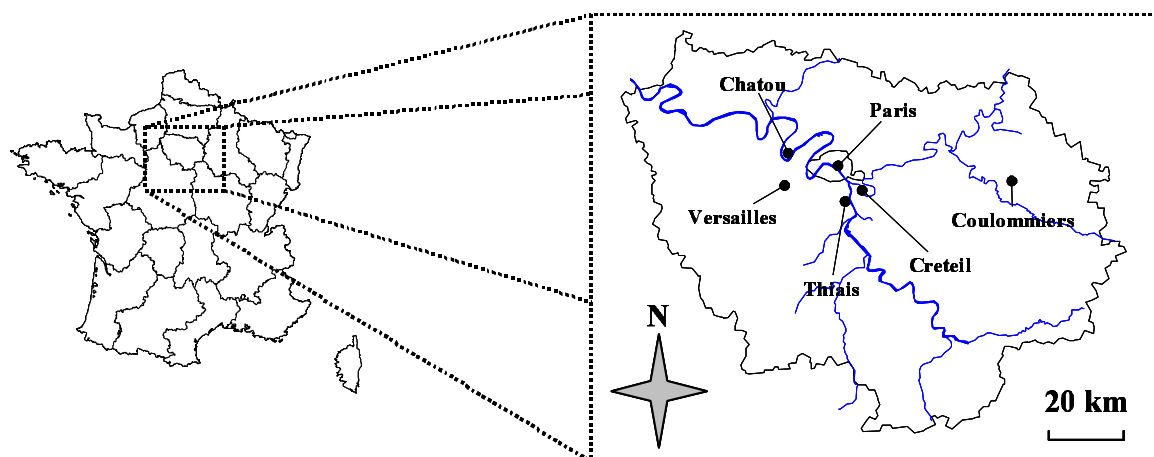 Chatou
Paris
Versailles
Coulommiers
Creteil
Thiais
N
20 km